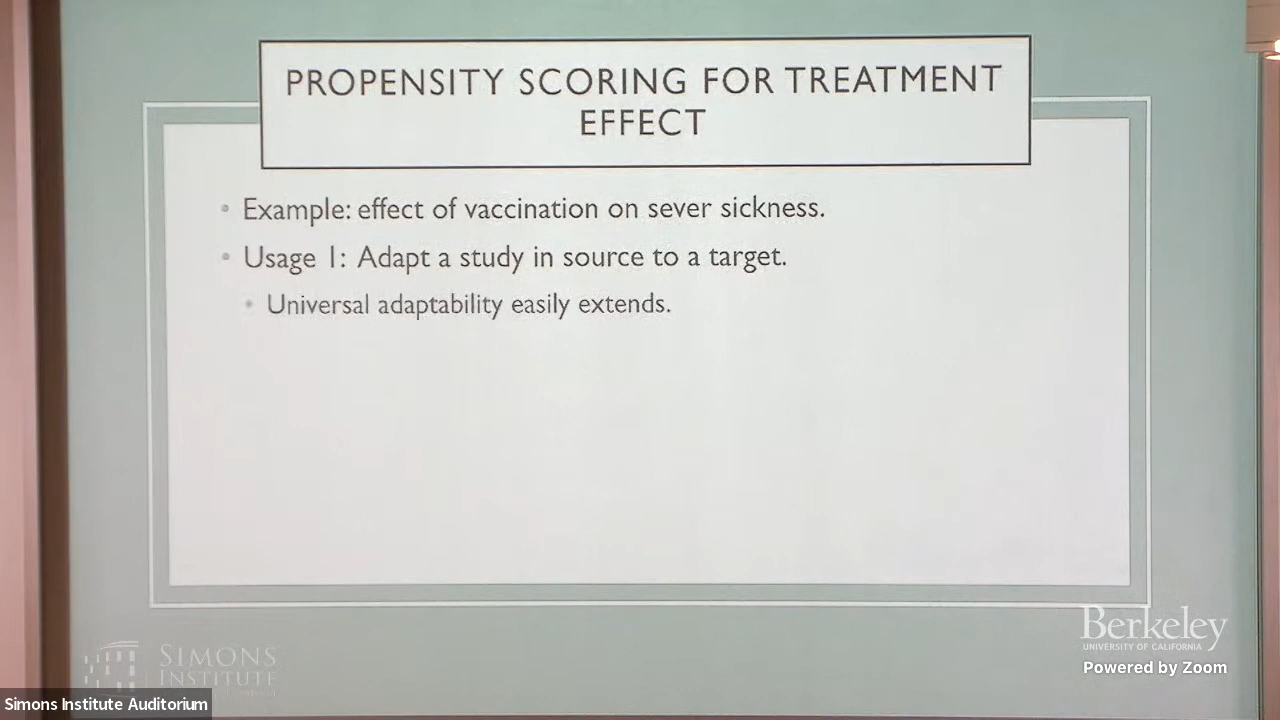 PROPENSITY SCORING FOR TREATMENT
EFFECT
• Example: effect of vaccination on sever sickness.
• Usage 1: Adapt a study in source to a target.
• Universal adaptability easily extends.
SIMONS
INSTITUTE
Berkeley
UNIVERSITY OF CALIFORNIA
Powered by Zoom
Simons Institute Auditorium